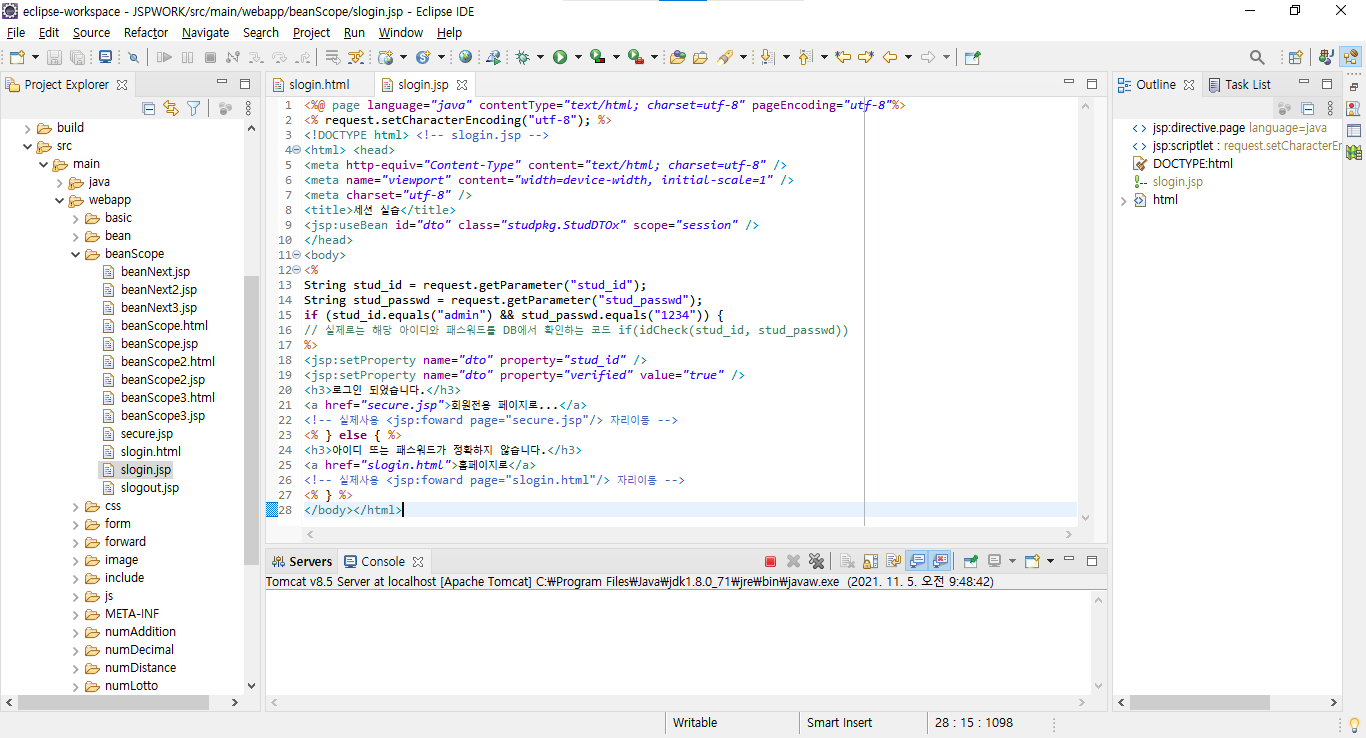 eclipse-workspace - JSPWORK/src/main/webapp/beanScope/slogin.jsp - Eclipse IDE
File Edit Source Refactor Navigate Search Project Run Window Help
Project Explorer
build
src
main
java
webapp
basic
bean
beanScope
beanNext.jsp
beanNext2.jsp
beanNext3.jsp
beanScope.html
beanScope.jsp
beanScope2.html
beanScope2.jsp
beanScope3.html
beanScope3.jsp
secure.jsp
slogin.html
slogin.jsp
slogout.jsp
css
form
forward
image
include
js
META-INF
numAddition
numDecimal
numDistance
numLotto
slogin.html slogin.jsp
1 <%@ page language="java" contentType="text/html; charset=utf-8" pageEncoding="utf-8"%>
2 <% request.setCharacterEncoding("utf-8"); %>
3 <!DOCTYPE html> <!-- slogin.jsp -->
4 <html> <head>
5 <meta http-equiv="Content-Type" content="text/html; charset=utf-8" />
6 <meta name="viewport" content="width=device-width, initial-scale=1" />
7 <meta charset="utf-8" />
8 <title>세션 실습</title>
9 <jsp:useBean id="dto" class="studpkg.StudDTOx" scope="session" />
10 </head>
11 <body>
12 <%
13 String stud_id = request.getParameter("stud_id");
14 String stud_passwd = request.getParameter("stud_passwd");
15 if (stud_id.equals("admin") && stud_passwd.equals("1234")) {
16 // 실제로는 해당 아이디와 패스워드를 DB에서 확인하는 코드 if(idCheck(stud_id, stud_passwd))
17 %>
18 <jsp:setProperty name="dto" property="stud_id" />
19 <jsp:setProperty name="dto" property="verified" value="true" />
20 <h3>로그인 되었습니다.</h3>
21 <a href="secure.jsp">회원전용 페이지로...</a>
22 <!-- 실제사용 <jsp:foward page="secure.jsp"/> 자리이동 -->
23 <% } else { %>
24 <h3>아이디 또는 패스워드가 정확하지 않습니다.</h3>
25 <a href="slogin.html">홈페이지로</a>
26 <!-- 실제사용 <jsp:foward page="slogin.html"/> 자리이동 -->
27 <% } %>
28 </body></html>
Servers Console
Tomcat v8.5 Server at localhost [Apache Tomcat] C:₩Program Files₩Java₩jdk1.8.0_71₩jre₩bin₩javaw.exe (2021. 11. 5. 오전 9:48:42)
Outline Task List
jsp:directive.page language=java
jsp:scriptlet : request.setCharacterEr
DOCTYPE:html
slogin.jsp
html
Writable Smart Insert 28 : 15 : 1098